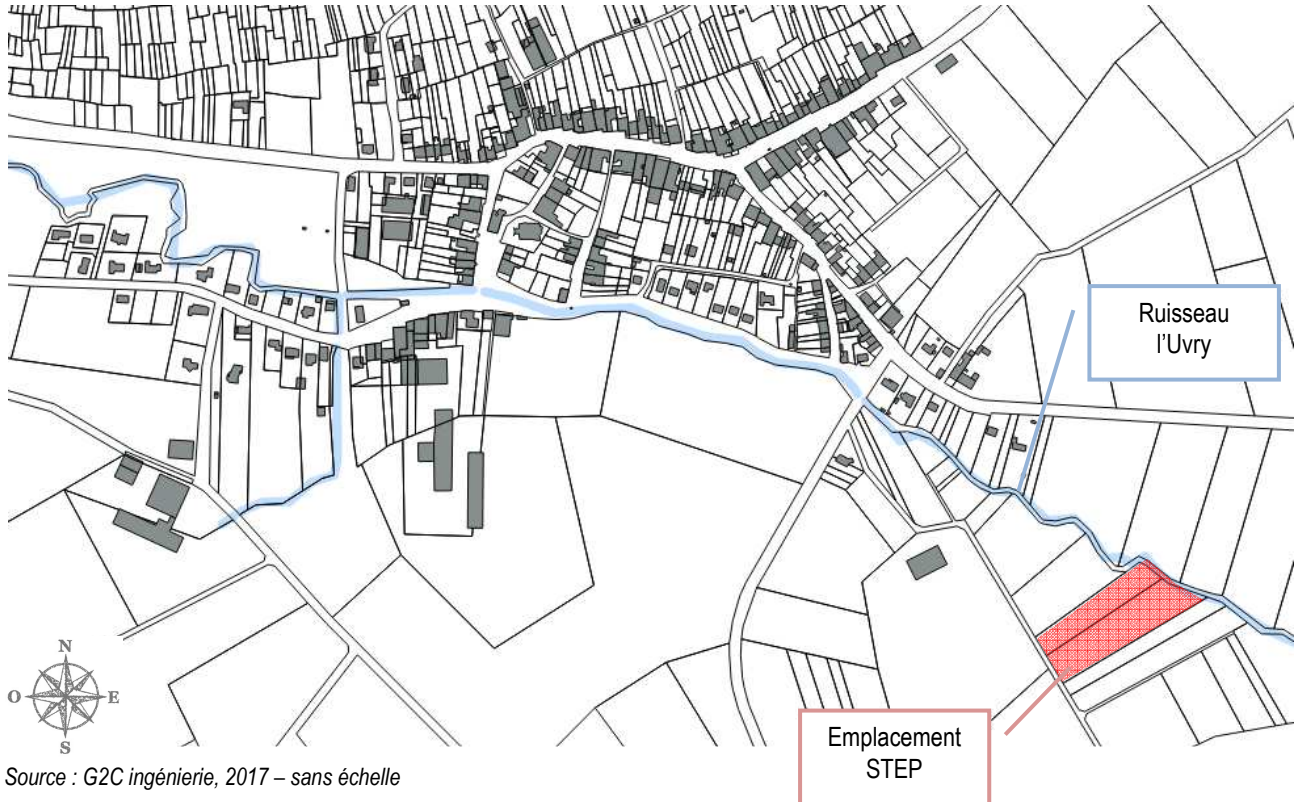 Ruisseau
l'Uvry
N
O
E
S
Emplacement
STEP
Source : G2C ingénierie, 2017 – sans échelle